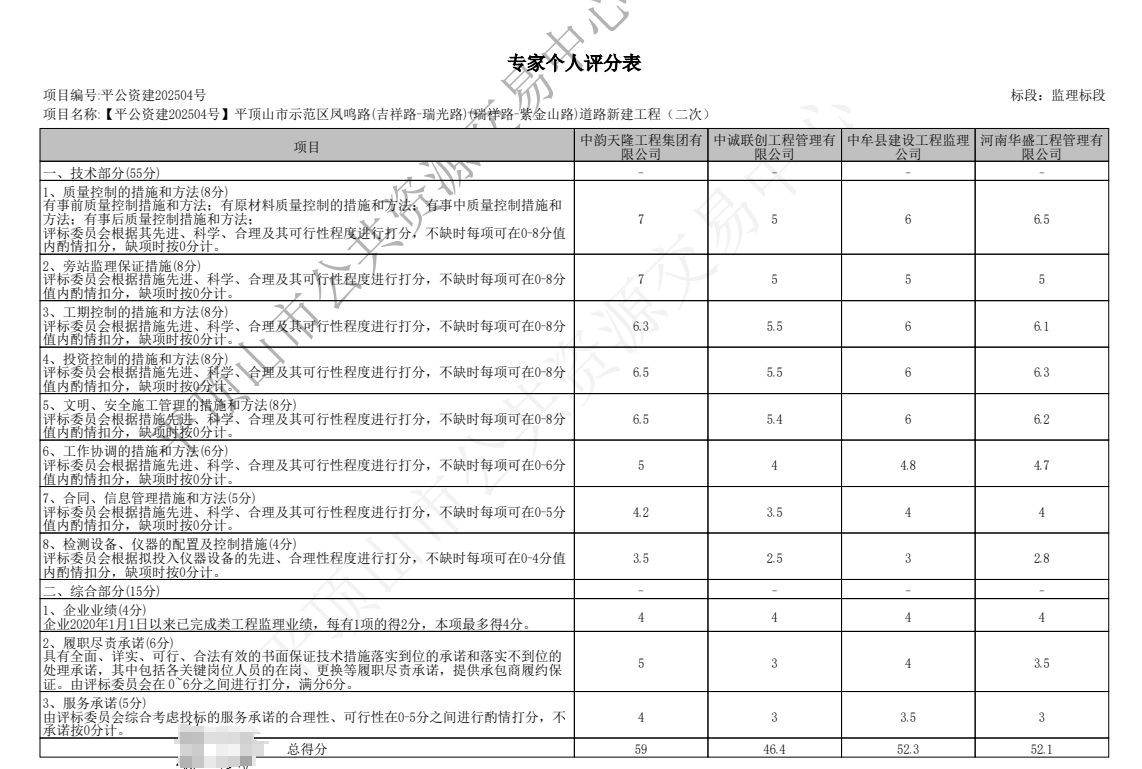 专家个人评分表
项目编号:平公资建202504号
标段：监理标段
项目名称:【平公资建202504号】平顶山市示范区凤鸣路(吉祥路-瑞光路)(瑞祥路-紫金山路)道路新建工程（二次）
项目
中韵天隆工程集团有
限公司
中诚联创工程管理有
限公司
中牟县建设工程监理
公司
河南华盛工程管理有
限公司
一、技术部分(55分)
-
-
-
-
1、质量控制的措施和方法(8分)
有事前质量控制措施和方法；有原材料质量控制的措施和方法；有事中质量控制措施和
方法；有事后质量控制措施和方法；
评标委员会根据其先进、科学、合理及其可行性程度进行打分，不缺时每项可在0-8分值
内酌情扣分，缺项时按0分计。
7
5
6
6.5
2、旁站监理保证措施(8分)
评标委员会根据措施先进、科学、合理及其可行性程度进行打分，不缺时每项可在0-8分
值内酌情扣分，缺项时按0分计。
7
5
5
5
3、工期控制的措施和方法(8分)
评标委员会根据措施先进、科学、合理及其可行性程度进行打分，不缺时每项可在0-8分
值内酌情扣分，缺项时按0分计。
6.3
5.5
6
6.1
4、投资控制的措施和方法(8分)
评标委员会根据措施先进、科学、合理及其可行性程度进行打分，不缺时每项可在0-8分
值内酌情扣分，缺项时按0分计。
6.5
5.5
6
6.3
5、文明、安全施工管理的措施和方法(8分)
评标委员会根据措施先进、科学、合理及其可行性程度进行打分，不缺时每项可在0-8分
值内酌情扣分，缺项时按0分计。
6.5
5.4
6
6.2
6、工作协调的措施和方法(6分)
评标委员会根据措施先进、科学、合理及其可行性程度进行打分，不缺时每项可在0-6分
值内酌情扣分，缺项时按0分计。
5
4
4.8
4.7
7、合同、信息管理措施和方法(5分)
评标委员会根据措施先进、科学、合理及其可行性程度进行打分，不缺时每项可在0-5分
值内酌情扣分，缺项时按0分计。
4.2
3.5
4
4
8、检测设备、仪器的配置及控制措施(4分)
评标委员会根据拟投入仪器设备的先进、合理性程度进行打分，不缺时每项可在0-4分值
内酌情扣分，缺项时按0分计。
3.5
2.5
3
2.8
二、综合部分(15分)
-
-
-
-
1、企业业绩(4分)
企业2020年1月1日以来已完成类工程监理业绩，每有1项的得2分，本项最多得4分。
4
4
4
4
2、履职尽责承诺(6分)
具有全面、详实、可行、合法有效的书面保证技术措施落实到位的承诺和落实不到位的
处理承诺，其中包括各关键岗位人员的在岗、更换等履职尽责承诺，提供承包商履约保
证。由评标委员会在0~6分之间进行打分，满分6分。
5
3
4
3.5
3、服务承诺(5分)
由评标委员会综合考虑投标的服务承诺的合理性、可行性在0-5分之间进行酌情打分，不
承诺按0分计。
4
3
3.5
3
总得分
59
46.4
52.3
52.1
平顶山市公共资源交易中心
平顶山市公共资源交易中心